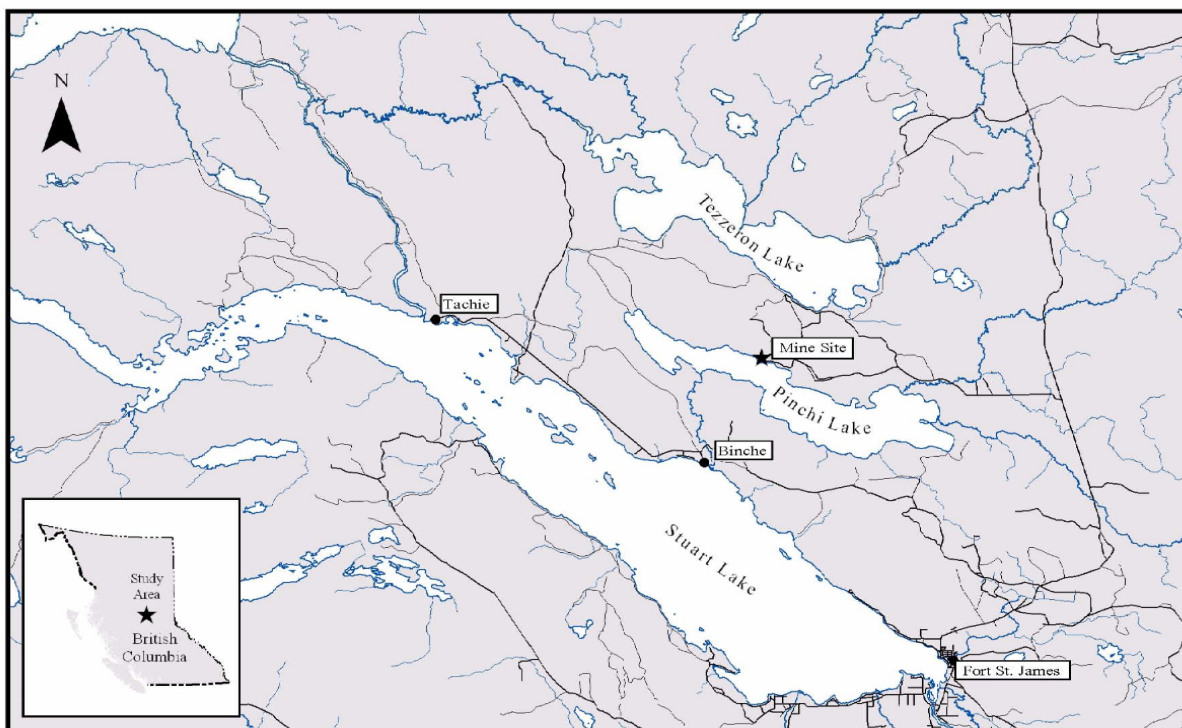 N
Tezzeron Lake
Tachie
Mine Site
Pinchi Lake
Binche
Stuart Lake
Study
Area
British
Columbia
Fort St. James